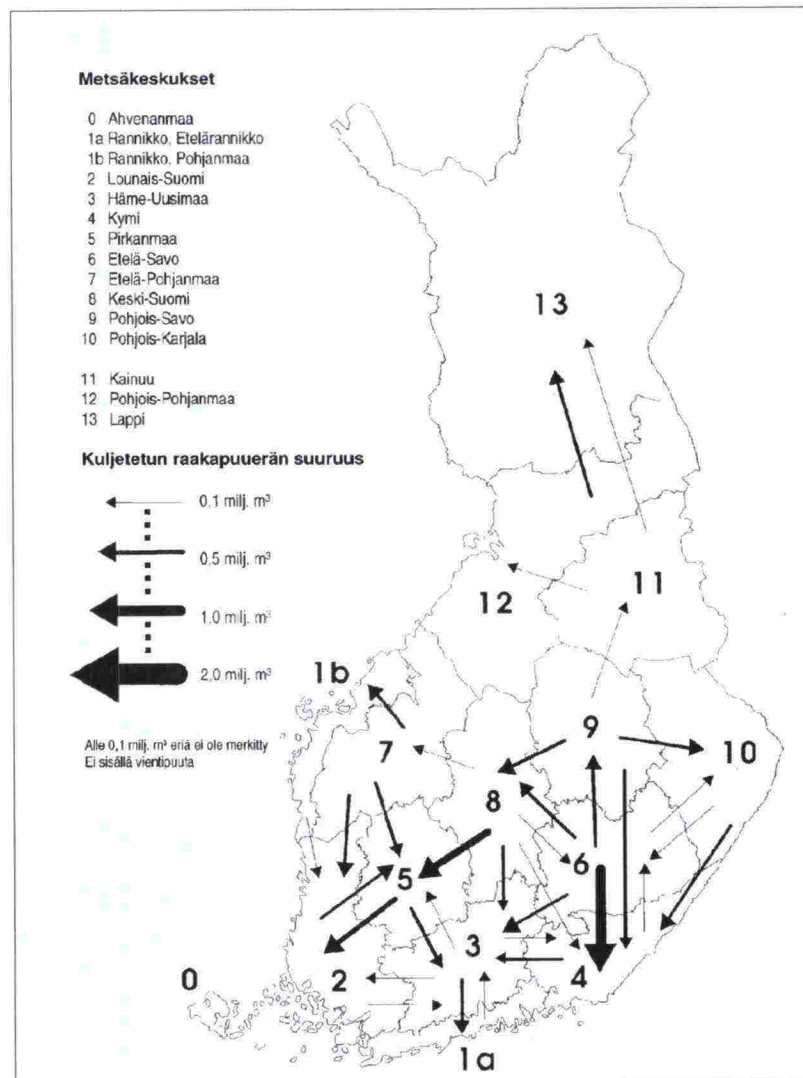 Metsäkeskukset
0 Ahvenanmaa
1a Rannikko, Etelärannikko
1b Rannikko, Pohjanmaa
2 Lounais-Suomi
3 Häme-Uusimaa
4 Kymi
5 Pirkanmaa
6 Etelä-Savo
7 Etelä-Pohjanmaa
8 Keski-Suomi
9 Pohjois-Savo
10 Pohjois-Karjala
11 Kainuu
12 Pohjois-Pohjanmaa
13 Lappi
Kuljetetun raakapuuerän suuruus
0,1 milj. m³
0,5 milj. m³
1,0 milj. m³
2,0 milj. m³
Alle 0,1 milj. m³ eriä ei ole merkitty
Ei sisällä vientipuuta
13
11
12
1b
9
7
10
8
6
5
3
0
2
4
1a